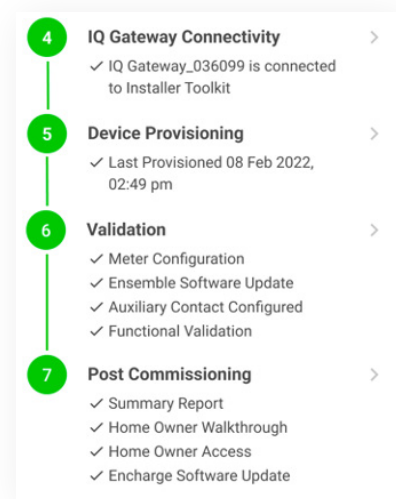 4 IQ Gateway Connectivity
✓ IQ Gateway_036099 is connected
to Installer Toolkit
5 Device Provisioning
✓ Last Provisioned 08 Feb 2022,
02:49 pm
6 Validation
✓ Meter Configuration
✓ Ensemble Software Update
✓ Auxiliary Contact Configured
✓ Functional Validation
7 Post Commissioning
✓ Summary Report
✓ Home Owner Walkthrough
✓ Home Owner Access
✓ Encharge Software Update